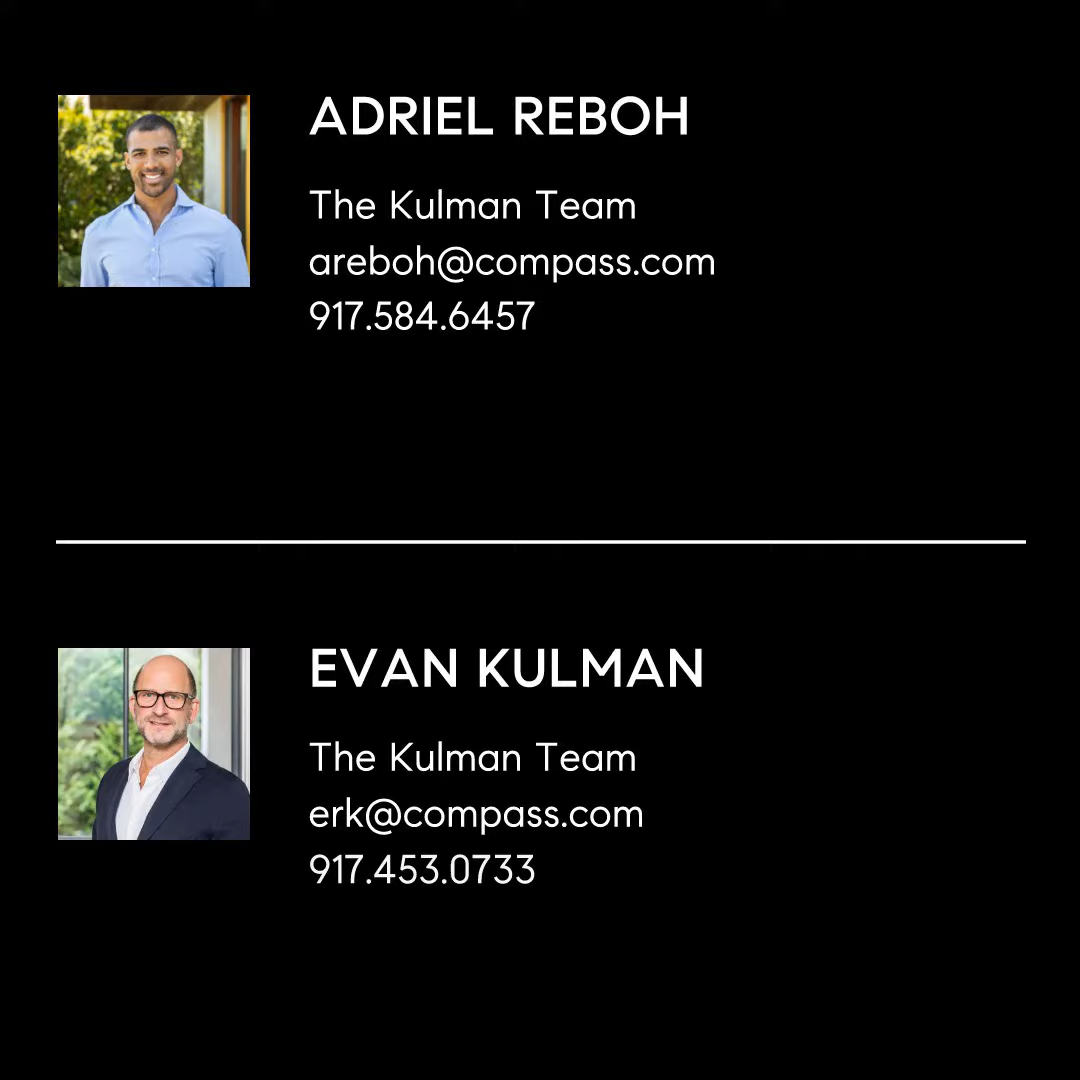 ADRIEL REBOH
The Kulman Team
areboh@compass.com
917.584.6457
EVAN KULMAN
The Kulman Team
erk@compass.com
917.453.0733